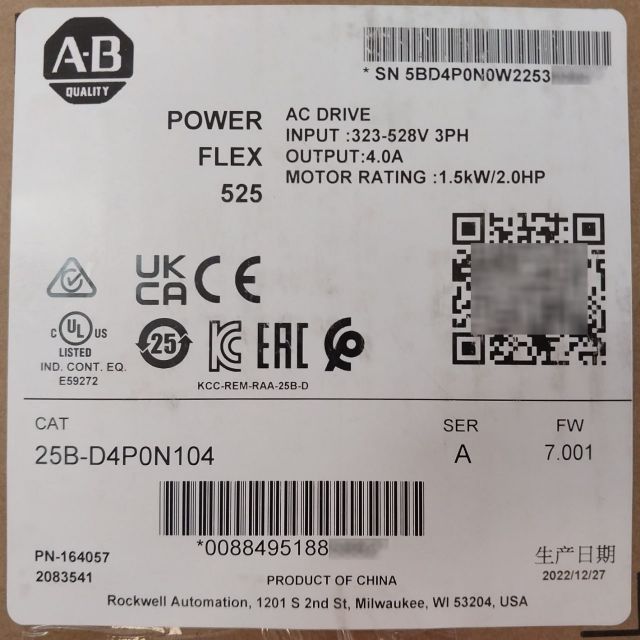 A-B
QUALITY
* SN 5BD4P0N0W2253
POWER
FLEX
525
AC DRIVE
INPUT :323-528V 3PH
OUTPUT:4.0A
MOTOR RATING :1.5kW/2.0HP
UK
CA
CE
C UL US
LISTED
IND. CONT. EQ.
E59272
25
KC
EAC
KCC-REM-RAA-25B-D
CAT
25B-D4P0N104
SER
A
FW
7.001
*0088495188
PN-164057
2083541
生产日期
2022/12/27
PRODUCT OF CHINA
Rockwell Automation, 1201 S 2nd St, Milwaukee, WI 53204, USA